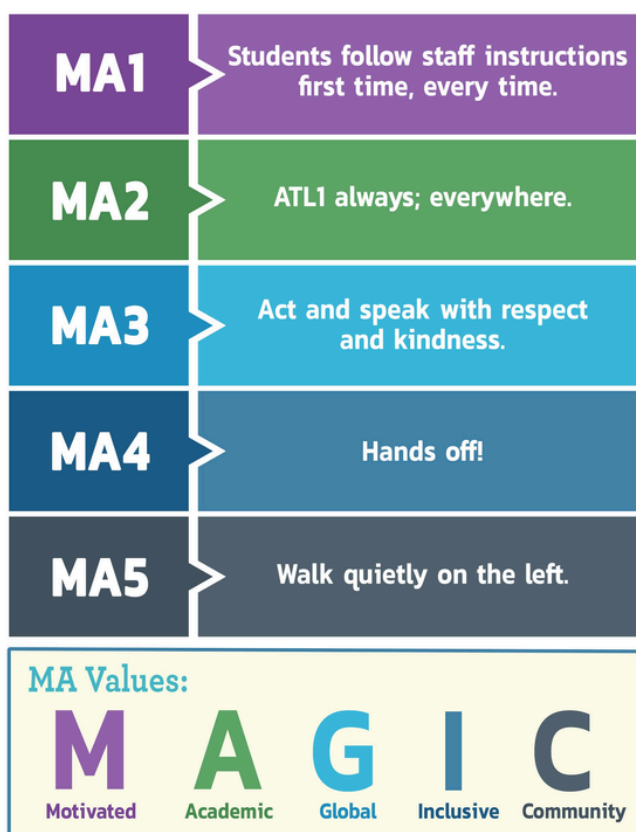 MA1
Students follow staff instructions
first time, every time.
MA2
ATL1 always; everywhere.
MA3
Act and speak with respect
and kindness.
MA4
Hands off!
MA5
Walk quietly on the left.
MA Values:
M A G I C
Motivated Academic Global Inclusive Community